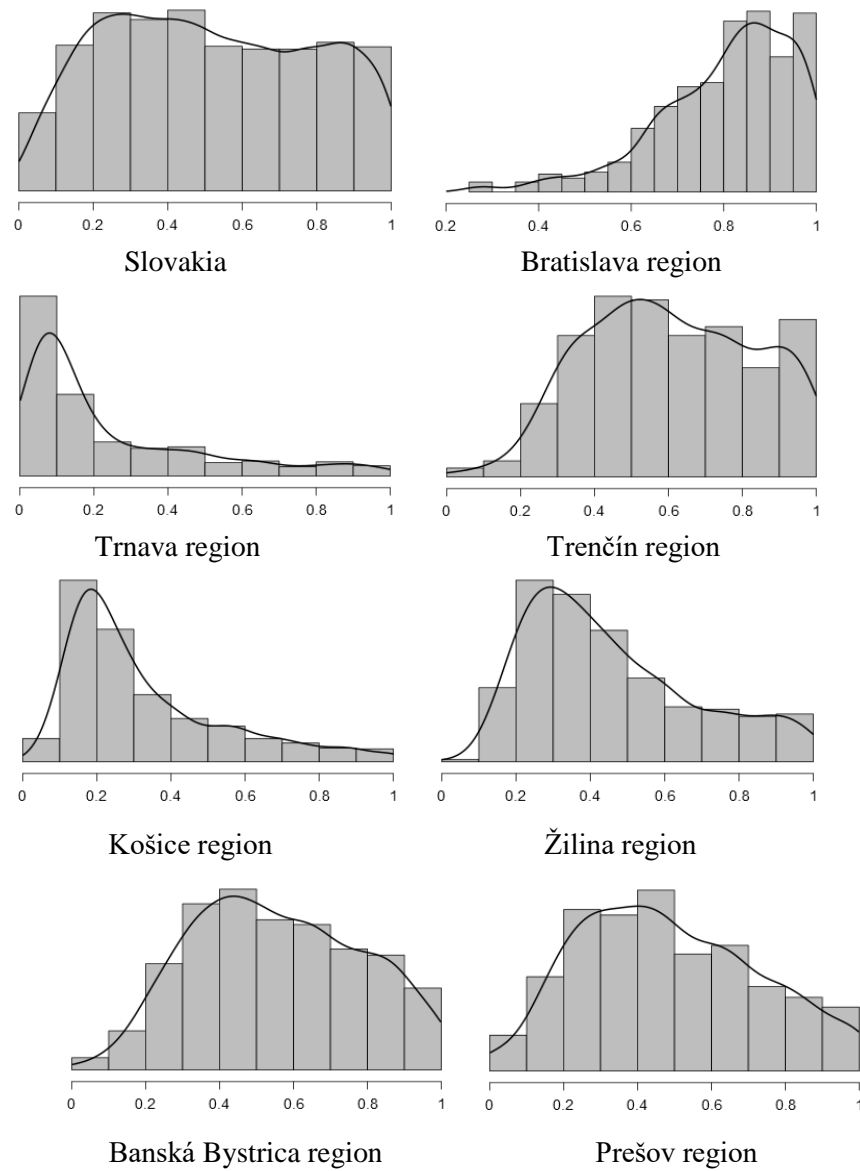 0 0.2 0.4 0.6 0.8 1
0.2 0.4 0.6 0.8 1
Slovakia
Bratislava region
0 0.2 0.4 0.6 0.8 1
0 0.2 0.4 0.6 0.8 1
Trnava region
Trenčín region
0 0.2 0.4 0.6 0.8 1
0 0.2 0.4 0.6 0.8 1
Košice region
Žilina region
0 0.2 0.4 0.6 0.8 1
0 0.2 0.4 0.6 0.8 1
Banská Bystrica region
Prešov region